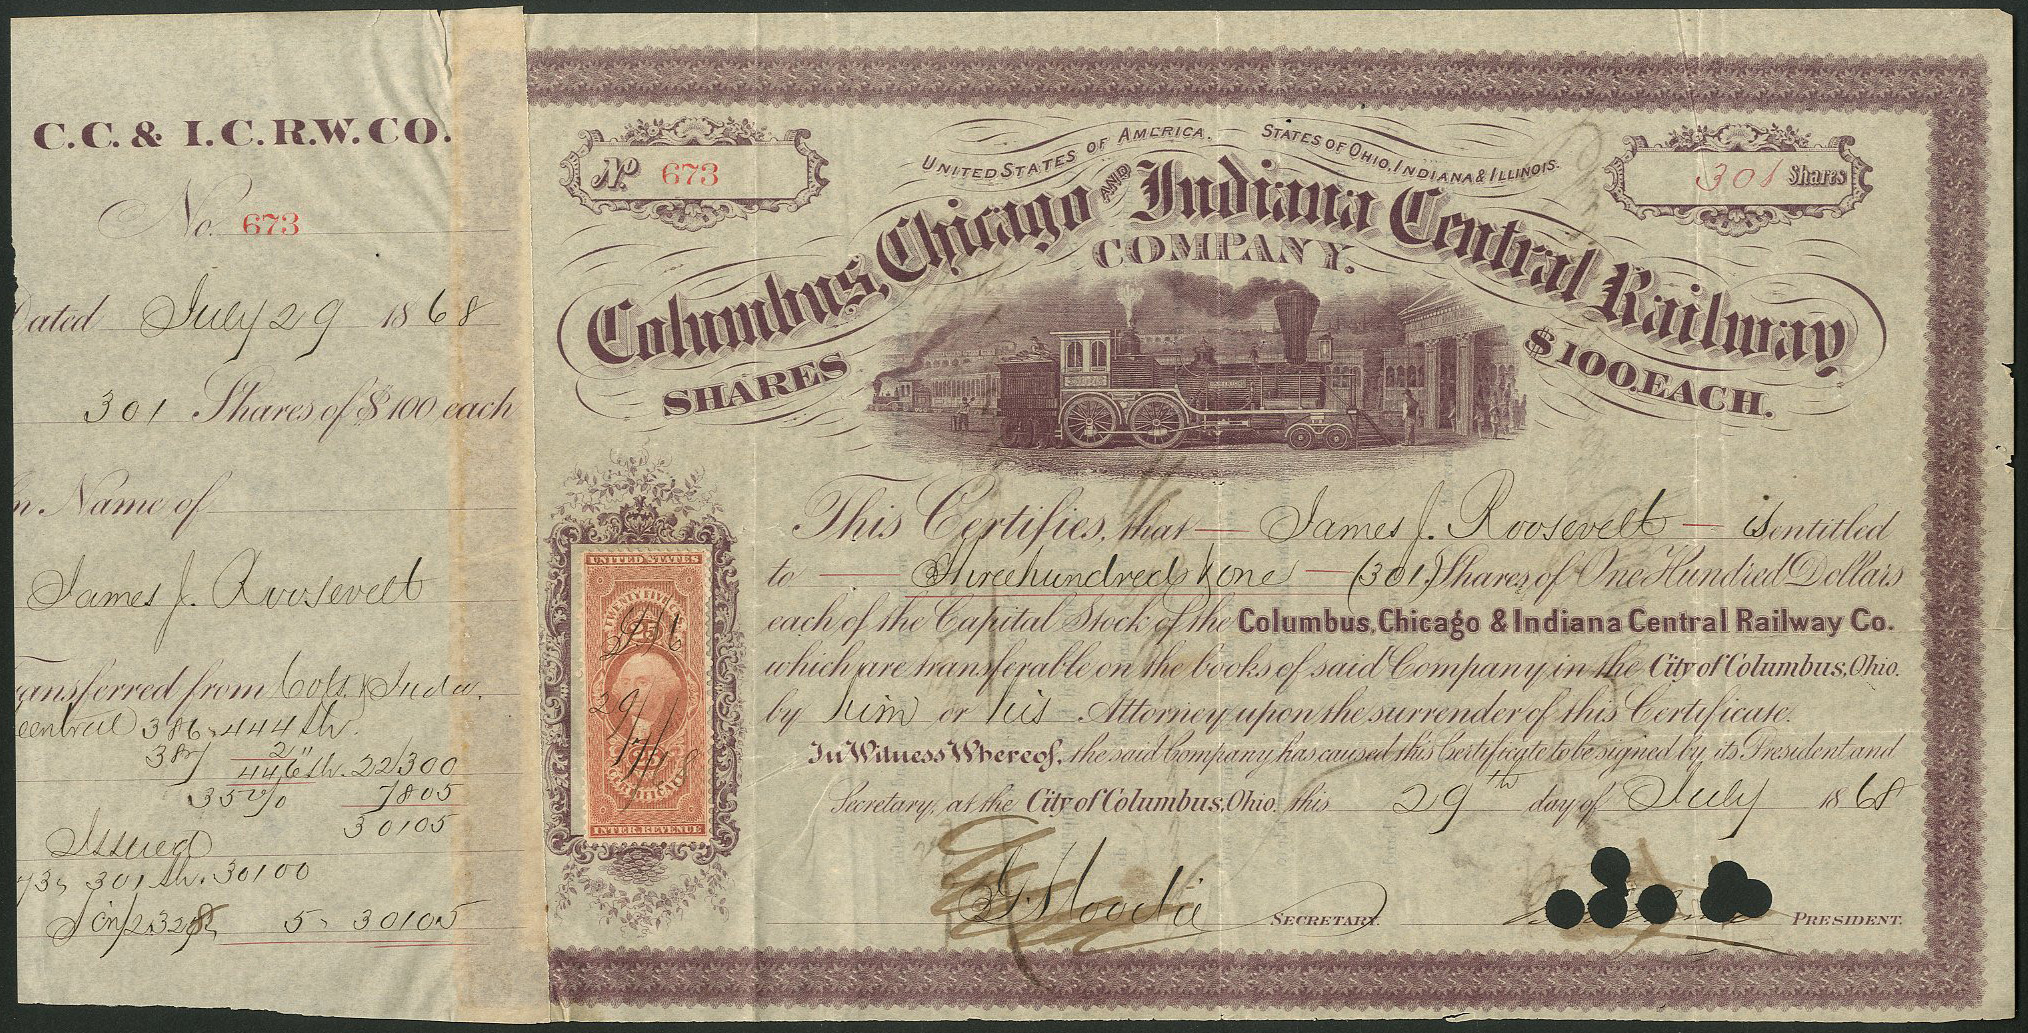 C.C. & I.C.R.W.CO.
No. 673
Dated July 29 1868
301 Shares of $100 each
In Name of
James J. Roosevelt
transferred from Cols & Inda.
Central 386, 444 sh.
387 2 "
446 sh. 22300
35% 7805
30105
Issued
301 sh. 30100
5, 30105
No. 673
UNITED STATES OF AMERICA. STATES OF OHIO, INDIANA & ILLINOIS.
301 Shares
Columbus, Chicago AND Indiana Central Railway
COMPANY.
SHARES $100. EACH.
This Certifies, that James J. Roosevelt is entitled
to Three hundred & one (301) Shares of One Hundred Dollars
each of the Capital Stock of the Columbus, Chicago & Indiana Central Railway Co.
which are transferable on the books of said Company in the City of Columbus, Ohio.
by him or his Attorney upon the surrender of this Certificate.
In Witness Whereof, the said Company has caused this Certificate to be signed by its President and
Secretary, at the City of Columbus, Ohio, this 29th day of July 1868
SECRETARY. PRESIDENT.
UNITED STATES
TWENTY FIVE CTS
25
CERTIFICATE
INTER. REVENUE